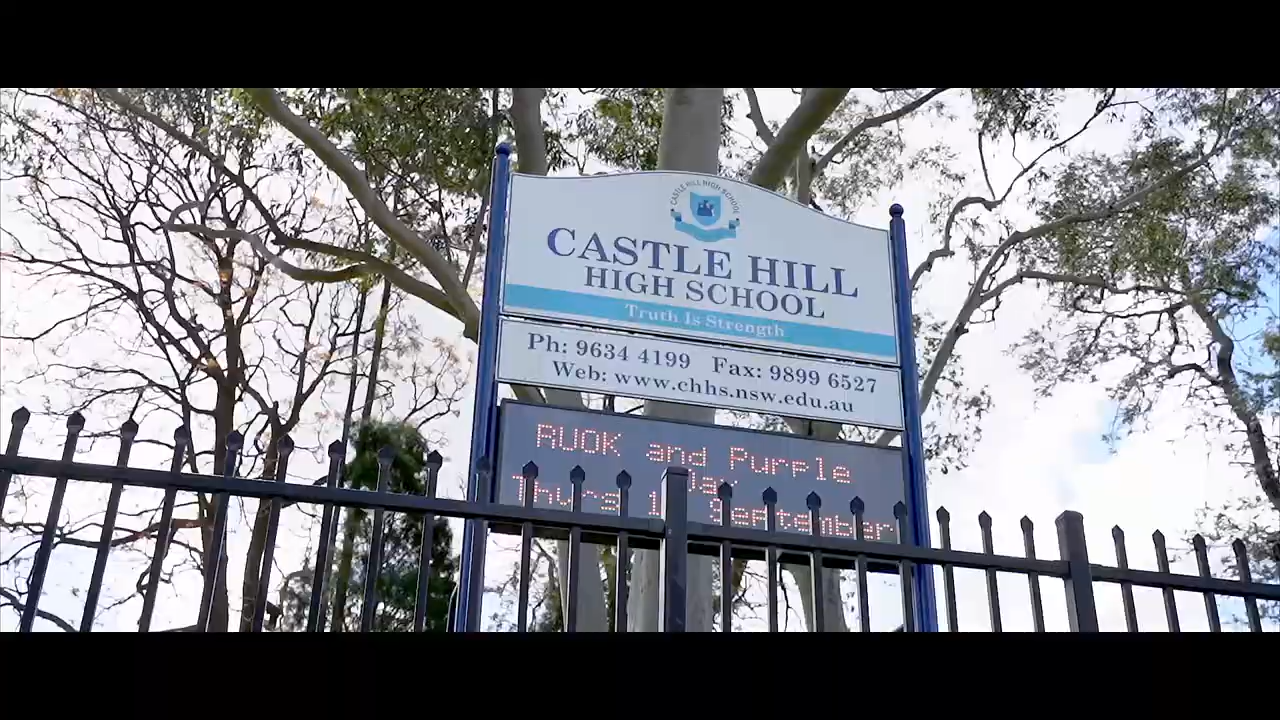 CASTLE HILL HIGH SCHOOL
CASTLE HILL
HIGH SCHOOL
Truth Is Strength
Ph: 9634 4199 Fax: 9899 6527
Web: www.chhs.nsw.edu.au
RUOK and Purple
Day
Thurs September